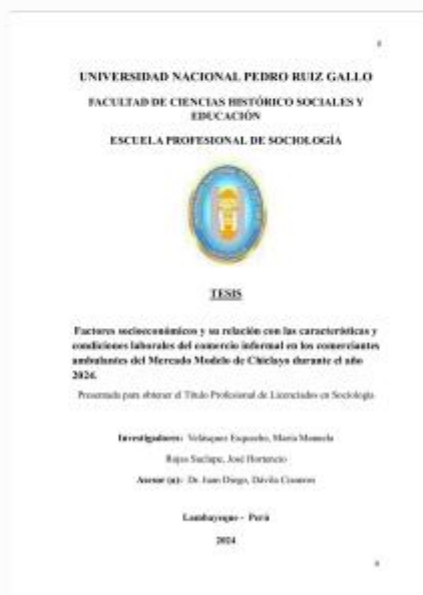 UNIVERSIDAD NACIONAL PEDRO RUIZ GALLO
FACULTAD DE CIENCIAS HISTÓRICO SOCIALES Y
EDUCACIÓN
ESCUELA PROFESIONAL DE SOCIOLOGÍA
TESIS
Factores socioeconómicos y su relación con las características y
condiciones laborales del comercio informal en los comerciantes
ambulantes del Mercado Modelo de Chiclayo durante el año
2024.
Presentada para obtener el Título Profesional de Licenciados en Sociología
Investigadores: Velásquez María Manuela
Rojas Suclupe, José Hortencio
Asesor (a): Dr. Juan Diego, Dávila Cisneros
Lambayeque - Perú
2024